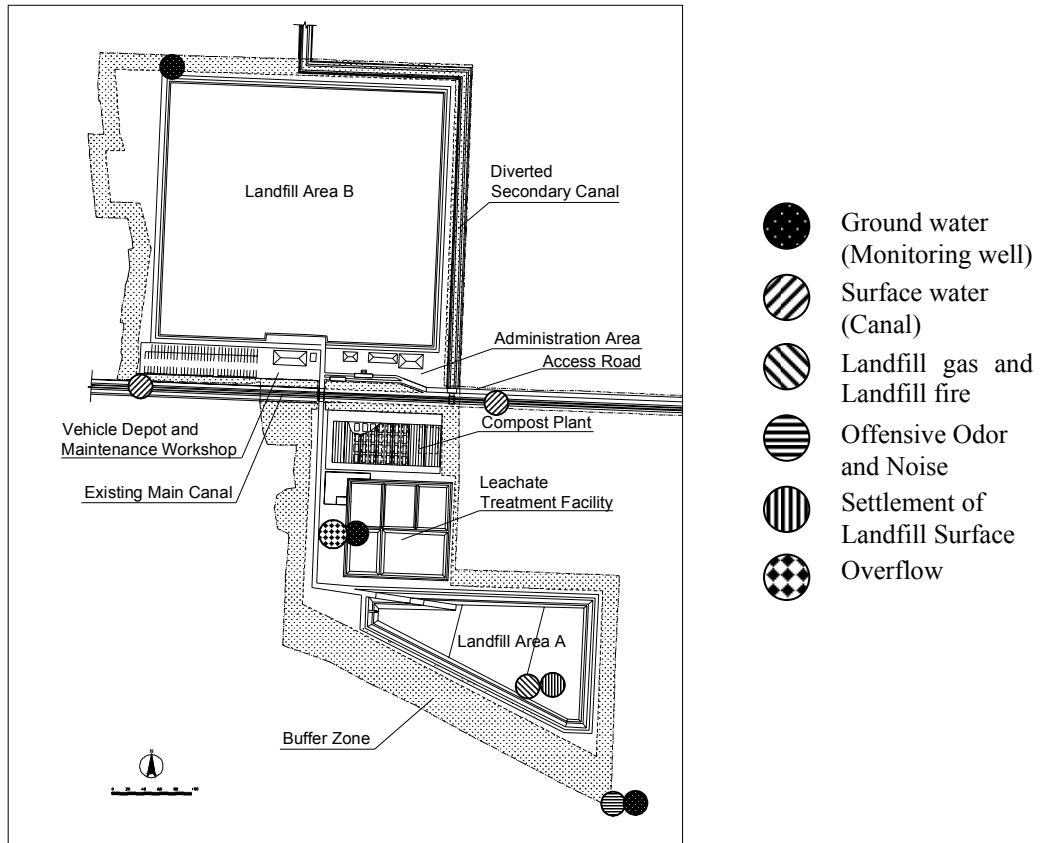 Landfill Area B
Diverted
Secondary Canal
Administration Area
Access Road
Compost Plant
Vehicle Depot and
Maintenance Workshop
Existing Main Canal
Leachate
Treatment Facility
Landfill Area A
Buffer Zone
N
Ground water
(Monitoring well)
Surface water
(Canal)
Landfill gas and
Landfill fire
Offensive Odor
and Noise
Settlement of
Landfill Surface
Overflow